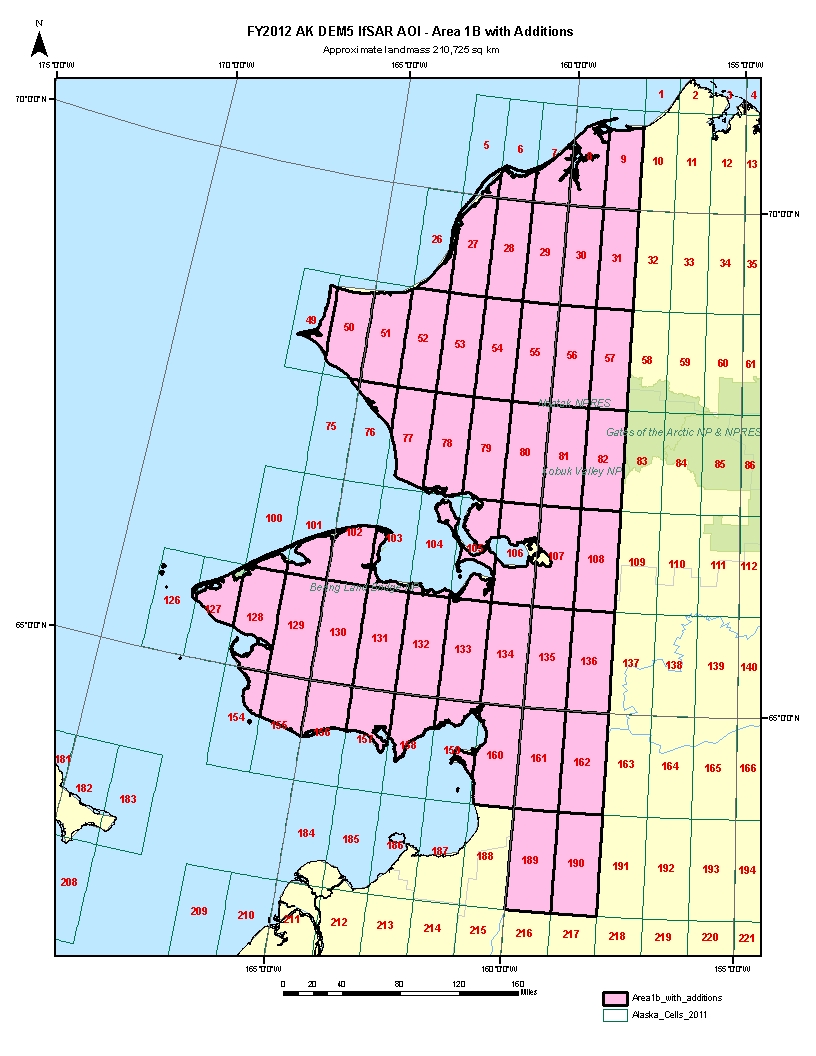 N
FY2012 AK DEM5 IfSAR AOI - Area 1B with Additions
Approximate landmass 210,725 sq km
175°0'0"W 170°0'0"W 165°0'0"W 160°0'0"W 155°0'0"W
70°0'0"N
1 2 3 4
5 6 7 8 9 10 11 12 13
70°0'0"N
26 27 28 29 30 31 32 33 34 35
49 50 51 52 53 54 55 56 57 58 59 60 61
Noatak NPRES
Gates of the Arctic NP & NPRES
75 76 77 78 79 80 81 82 83 84 85 86
Kobuk Valley NP
100 101 102 103 104 105 106 107 108 109 110 111 112
Bering Land Bridge NP
126 127 128 129 130 131 132 133 134 135 136 137 138 139 140
65°0'0"N
65°0'0"N
154 155 156 157 158 159 160 161 162 163 164 165 166
181 182 183
184 185 186 187 188 189 190 191 192 193 194
208 209 210 211 212 213 214 215 216 217 218 219 220 221
165°0'0"W 160°0'0"W 155°0'0"W
0 20 40 80 120 160
Miles
Area1b_with_additions
Alaska_Cells_2011